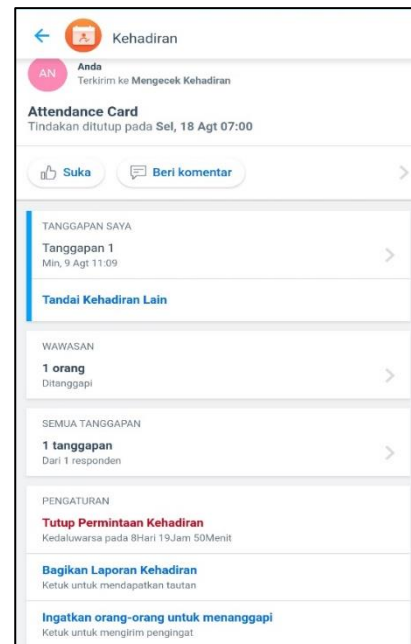 Kehadiran
AN
Anda
Terkirim ke Mengecek Kehadiran
Attendance Card
Tindakan ditutup pada Sel, 18 Agt 07:00
Suka
Beri komentar
TANGGAPAN SAYA
Tanggapan 1
Min, 9 Agt 11:09
Tandai Kehadiran Lain
WAWASAN
1 orang
Ditanggapi
SEMUA TANGGAPAN
1 tanggapan
Dari 1 responden
PENGATURAN
Tutup Permintaan Kehadiran
Kedaluwarsa pada 8Hari 19Jam 50Menit
Bagikan Laporan Kehadiran
Ketuk untuk mendapatkan tautan
Ingatkan orang-orang untuk menanggapi
Ketuk untuk mengirim pengingat